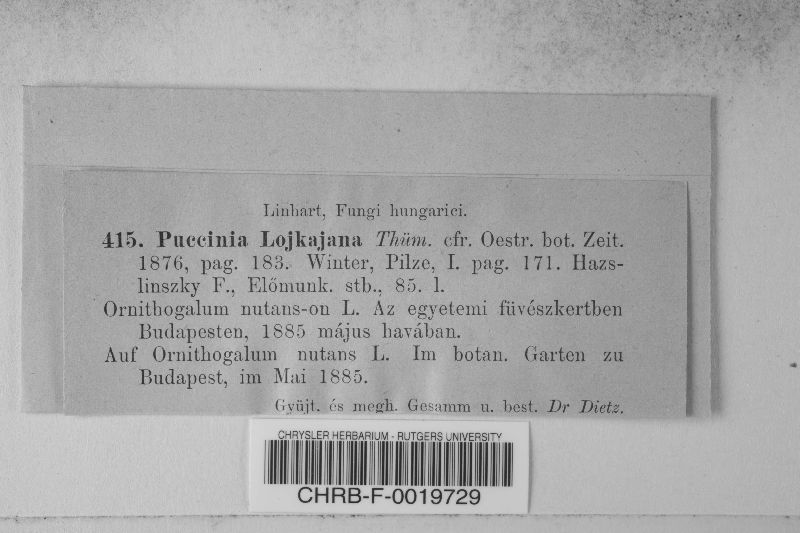 Linhart, Fungi hungarici.
415. Puccinia Lojkajana Thüm. cfr. Oestr. bot. Zeit.
1876, pag. 183. Winter, Pilze, I. pag. 171. Hazs-
linszky F., Előmunk. stb., 85. l.
Ornithogalum nutans-on L. Az egyetemi füvészkertben
Budapesten, 1885 május havában.
Auf Ornithogalum nutans L. Im botan. Garten zu
Budapest, im Mai 1885.
Gyüjt. és megh. Gesamm u. best. Dr Dietz.
CHRYSLER HERBARIUM - RUTGERS UNIVERSITY
CHRB-F-0019729